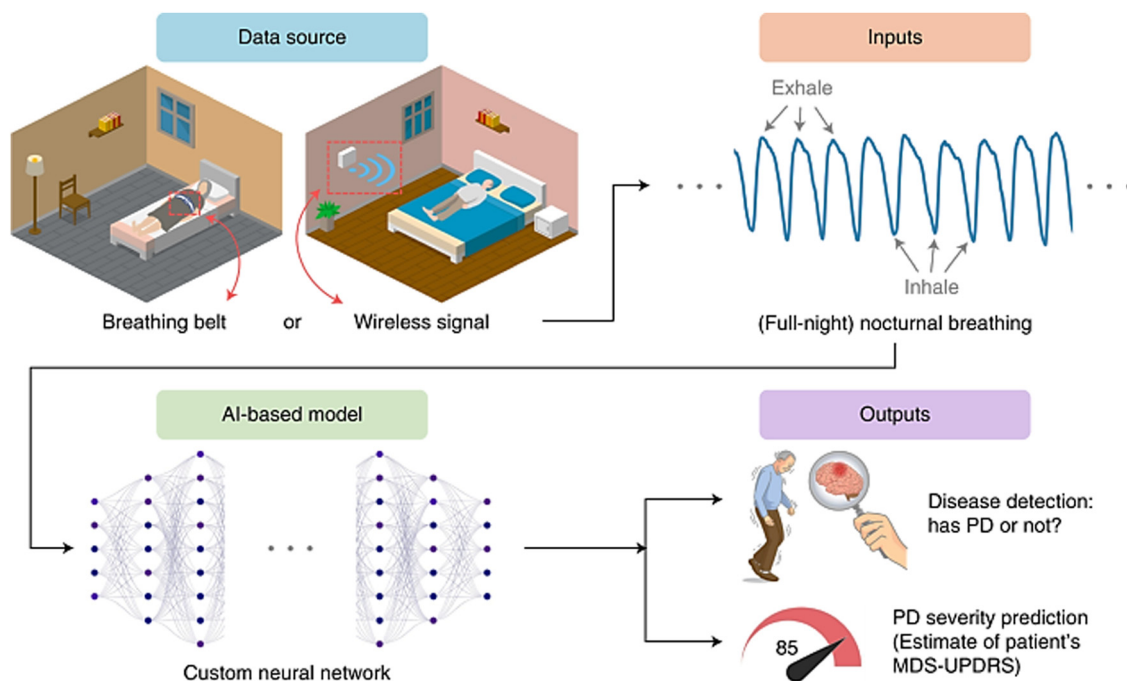 Data source
Inputs
Exhale
Inhale
Breathing belt or Wireless signal
(Full-night) nocturnal breathing
AI-based model
Outputs
Disease detection:
has PD or not?
PD severity prediction
(Estimate of patient's
MDS-UPDRS)
85
Custom neural network